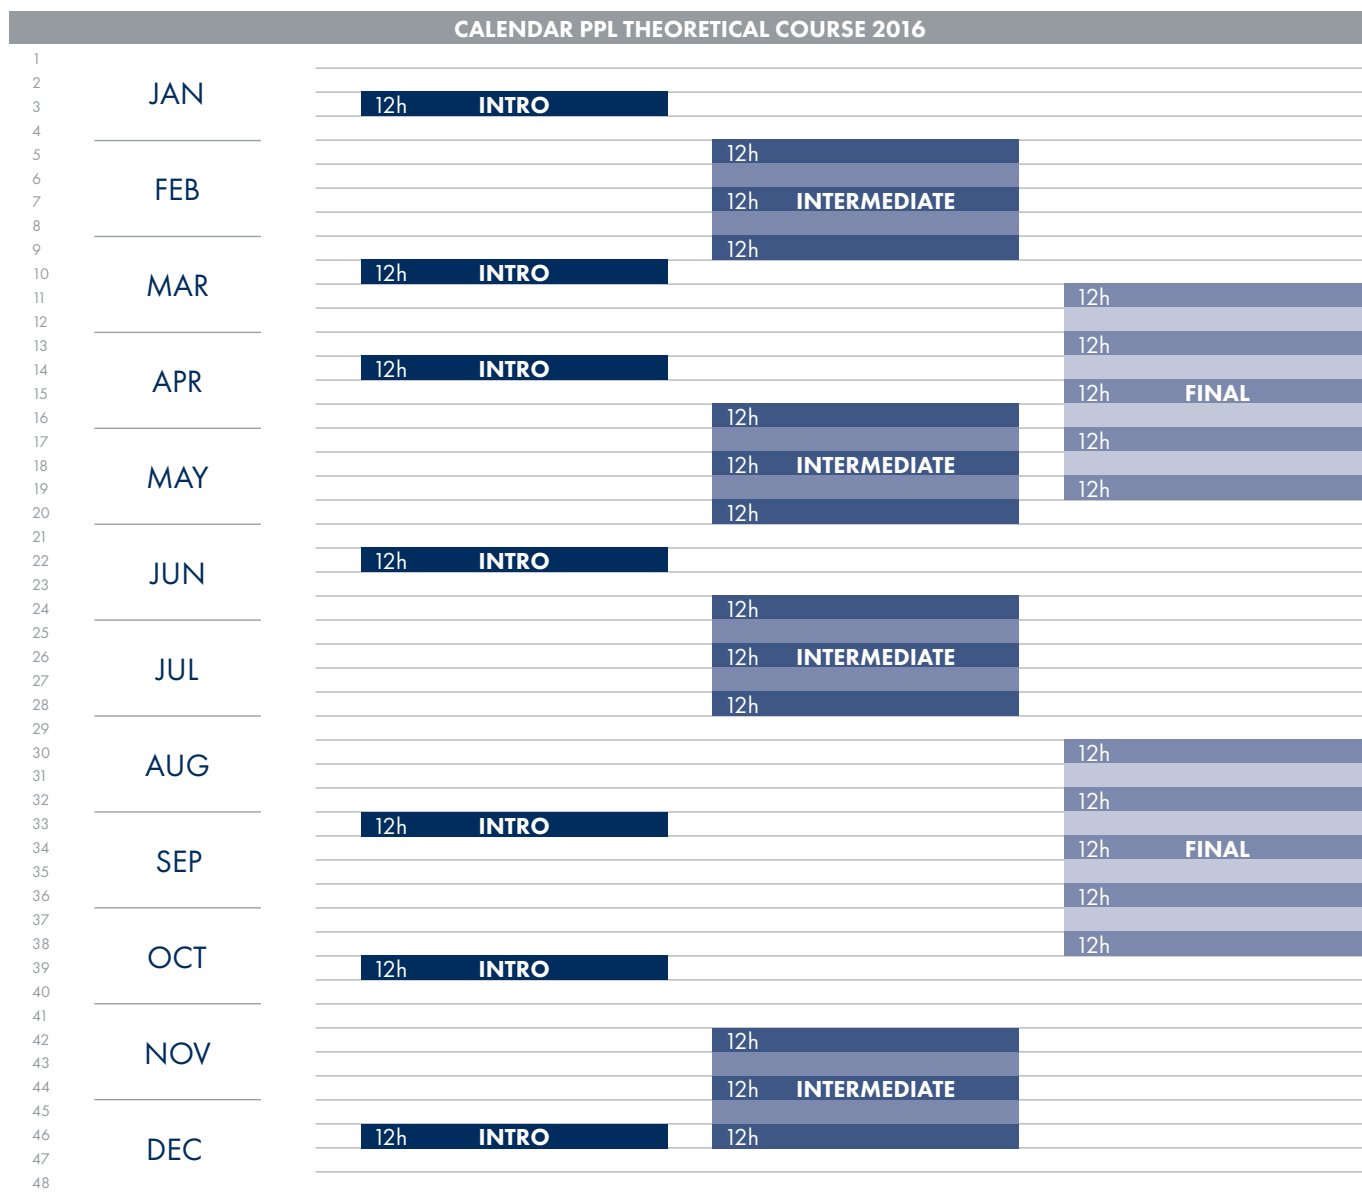 CALENDAR PPL THEORETICAL COURSE 2016
1
2
JAN
3 12h INTRO
4
5 12h
6
FEB
7 12h INTERMEDIATE
8
9 12h
10 12h INTRO
MAR
11 12h
12
13 12h
14 12h INTRO
APR
15 12h FINAL
16 12h
17 12h
18 12h INTERMEDIATE
MAY
19 12h
20 12h
21
22 12h INTRO
JUN
23
24 12h
25
26 12h INTERMEDIATE
JUL
27
28 12h
29
30 12h
AUG
31
32 12h
33 12h INTRO
34 12h FINAL
SEP
35
36 12h
37
38 12h
OCT
39 12h INTRO
40
41
42 12h
NOV
43
44 12h INTERMEDIATE
45
46 12h INTRO 12h
DEC
47
48